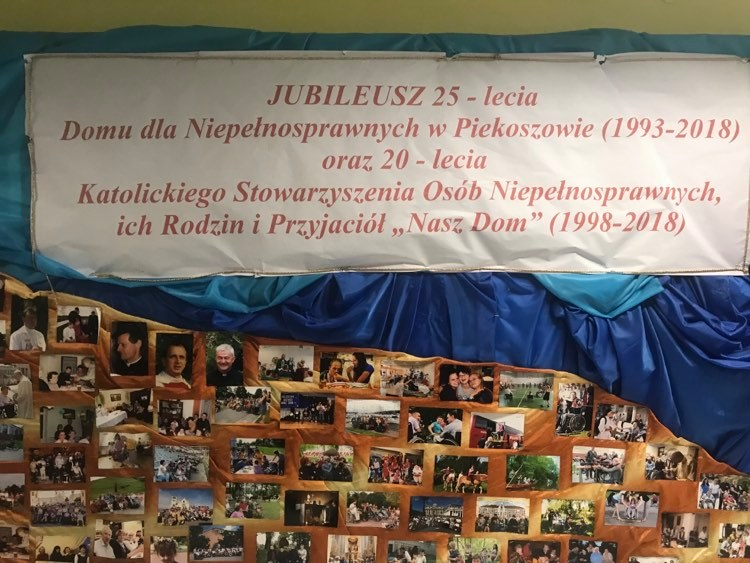 JUBILEUSZ 25 - lecia
Domu dla Niepełnosprawnych w Piekoszowie (1993-2018)
oraz 20 - lecia
Katolickiego Stowarzyszenia Osób Niepełnosprawnych,
ich Rodzin i Przyjaciół „Nasz Dom” (1998-2018)